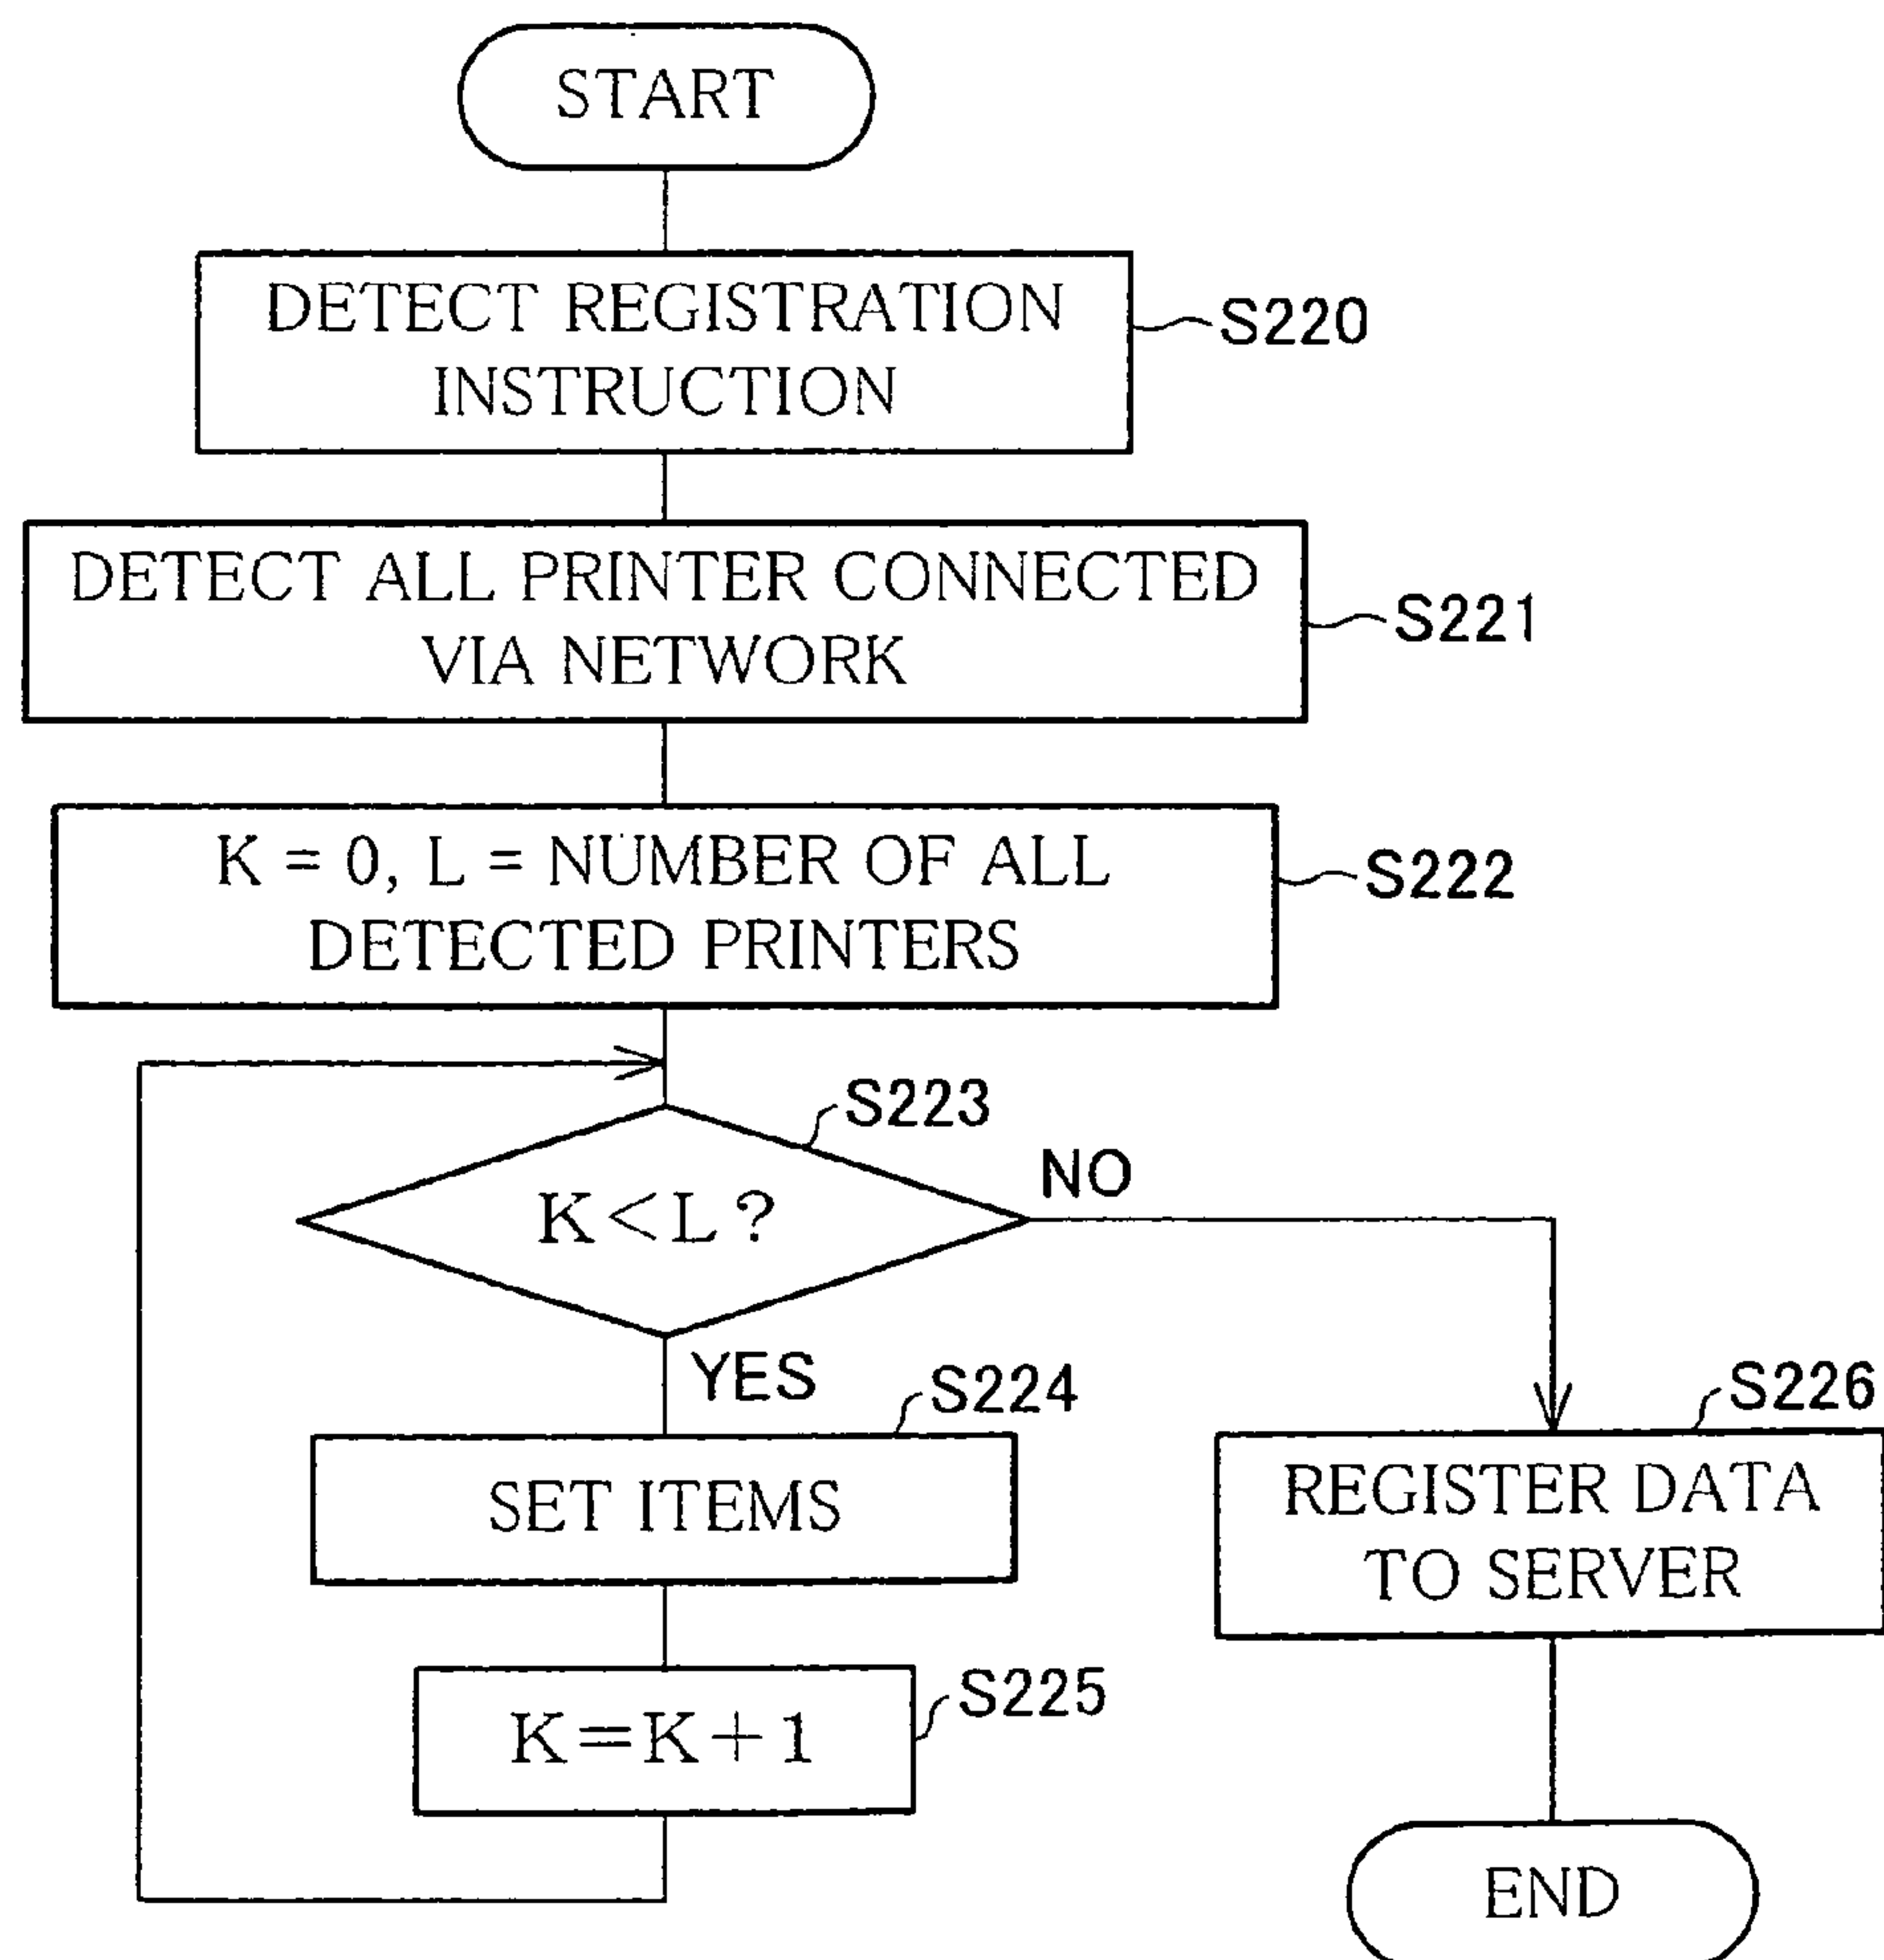 START
DETECT REGISTRATION
INSTRUCTION
S220
DETECT ALL PRINTER CONNECTED
VIA NETWORK
S221
K = 0, L = NUMBER OF ALL
DETECTED PRINTERS
S222
S223
K<L?
NO
YES
S224
SET ITEMS
S225
K=K+1
S226
REGISTER DATA
TO SERVER
END